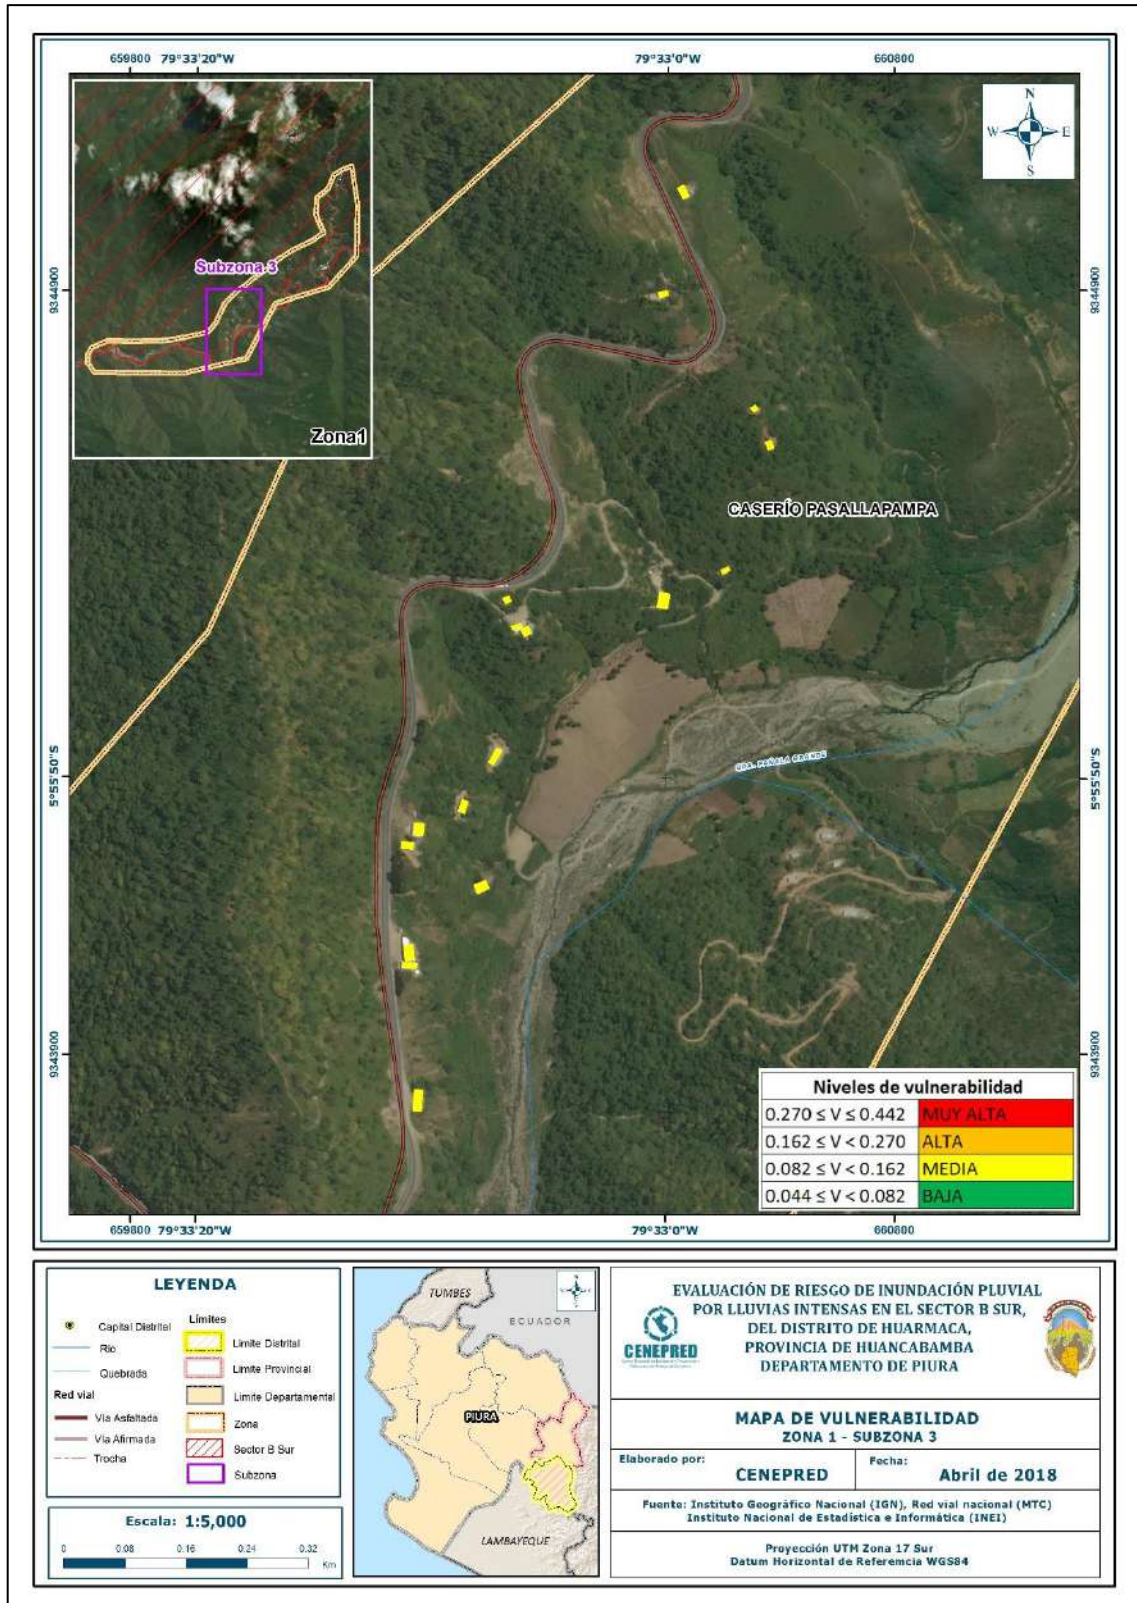 659800 79°33'20"W 79°33'0"W 660800
N
W E
S
Subzona 3
Zona1
9344900 9344900
CASERÍO PASALLAPAMPA
5°55'50"S 5°55'50"S
9343900 9343900
Niveles de vulnerabilidad
0.270 ≤ V ≤ 0.442 MUY ALTA
0.162 ≤ V < 0.270 ALTA
0.082 ≤ V < 0.162 MEDIA
0.044 ≤ V < 0.082 BAJA
659800 79°33'20"W 79°33'0"W 660800
LEYENDA
Capital Distrital
Río
Quebrada
Red vial
Vía Asfaltada
Vía Afirmada
Trocha
Límites
Límite Distrital
Límite Provincial
Límite Departamental
Zona
Sector B Sur
Subzona
Escala: 1:5,000
0 0.08 0.16 0.24 0.32
Km
TUMBES
ECUADOR
PIURA
LAMBAYEQUE
EVALUACIÓN DE RIESGO DE INUNDACIÓN PLUVIAL
POR LLUVIAS INTENSAS EN EL SECTOR B SUR,
DEL DISTRITO DE HUARMACA,
PROVINCIA DE HUANCABAMBA
DEPARTAMENTO DE PIURA
CENEPRED
MAPA DE VULNERABILIDAD
ZONA 1 - SUBZONA 3
Elaborado por:
CENEPRED
Fecha:
Abril de 2018
Fuente: Instituto Geográfico Nacional (IGN), Red vial nacional (MTC)
Instituto Nacional de Estadística e Informática (INEI)
Proyección UTM Zona 17 Sur
Datum Horizontal de Referencia WGS84